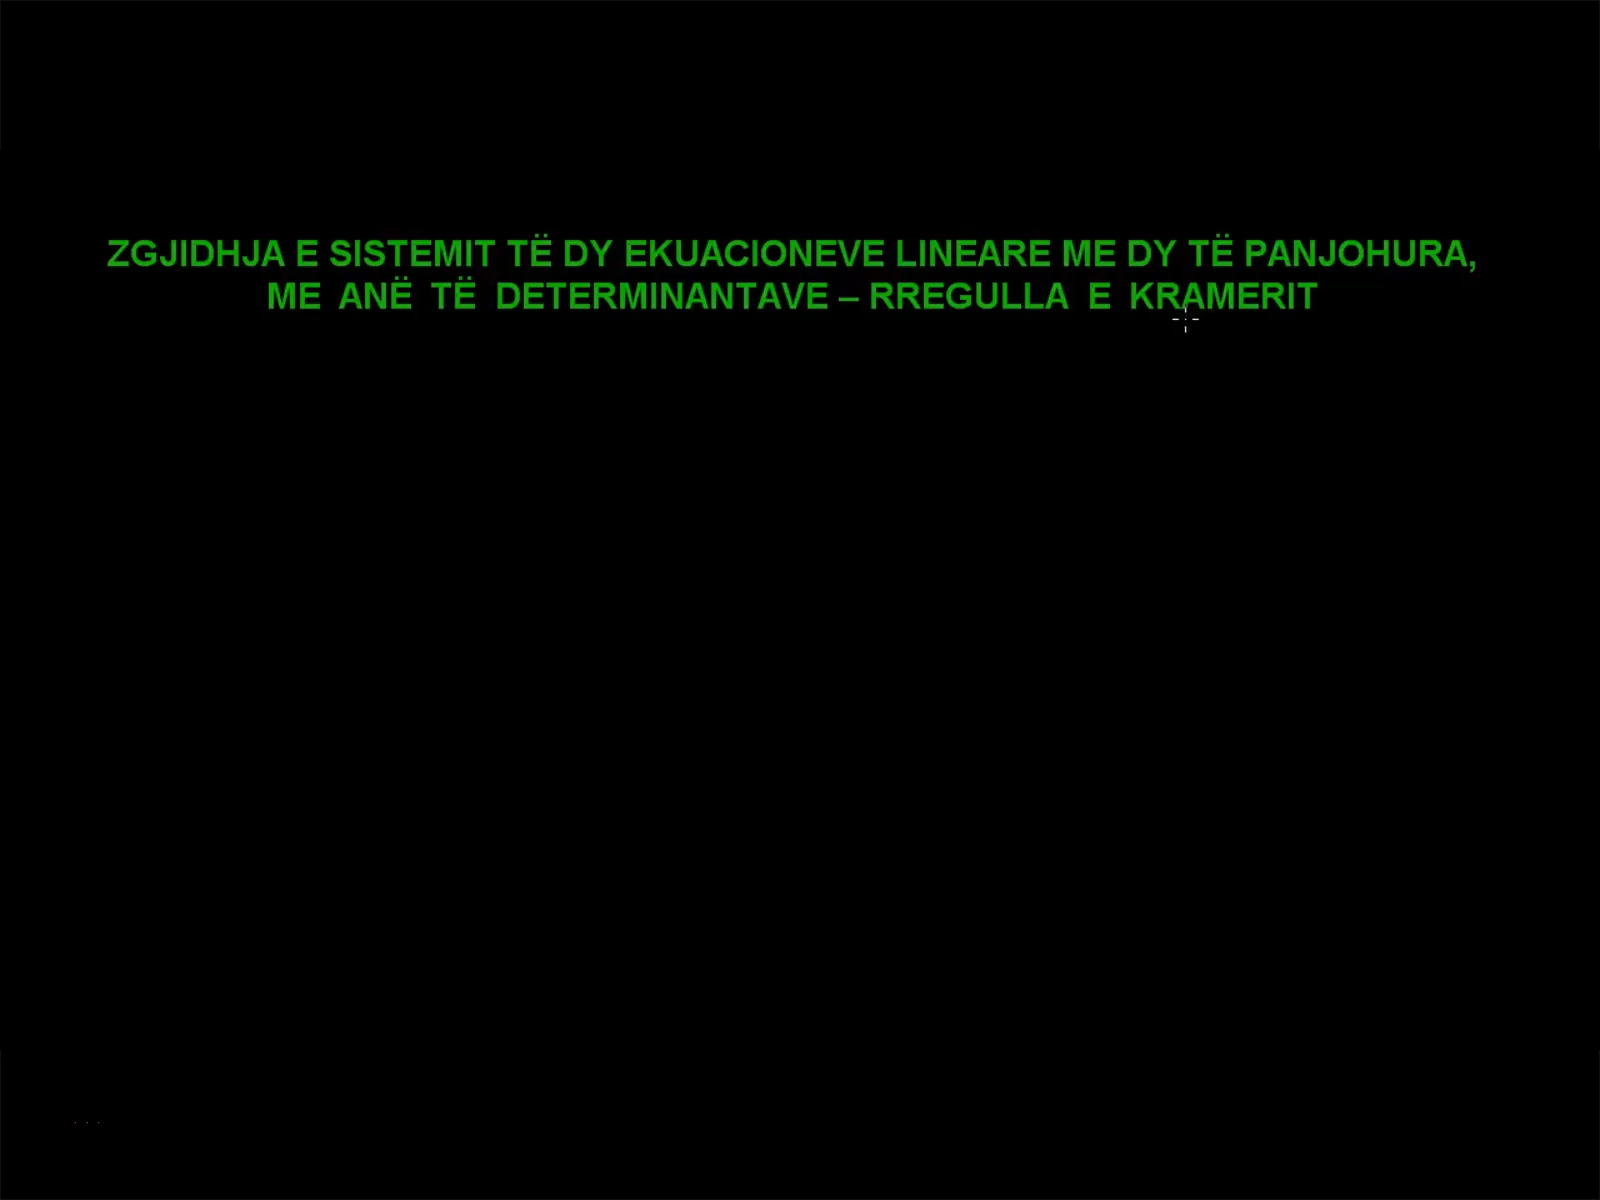 ZGJIDHJA E SISTEMIT TË DY EKUACIONEVE LINEARE ME DY TË PANJOHURA,
ME ANË TË DETERMINANTAVE – RREGULLA E KRAMERIT